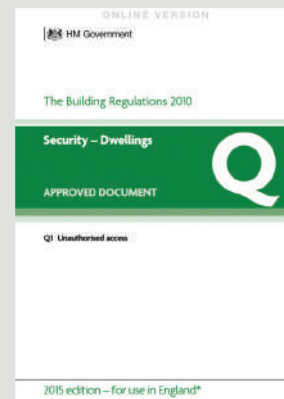 ONLINE VERSION
HM Government
The Building Regulations 2010
Security – Dwellings
Q
APPROVED DOCUMENT
Q1 Unauthorised access
2015 edition – for use in England*